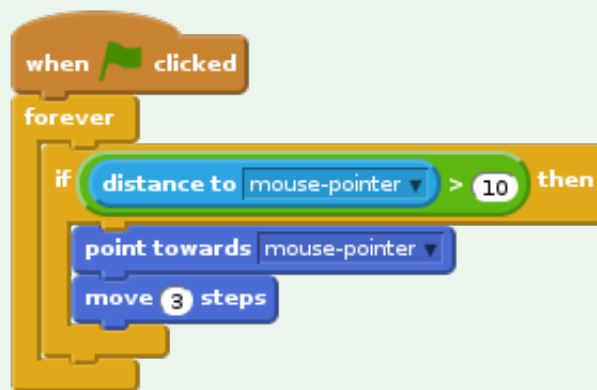 when clicked
forever
if distance to mouse-pointer > 10 then
point towards mouse-pointer
move 3 steps